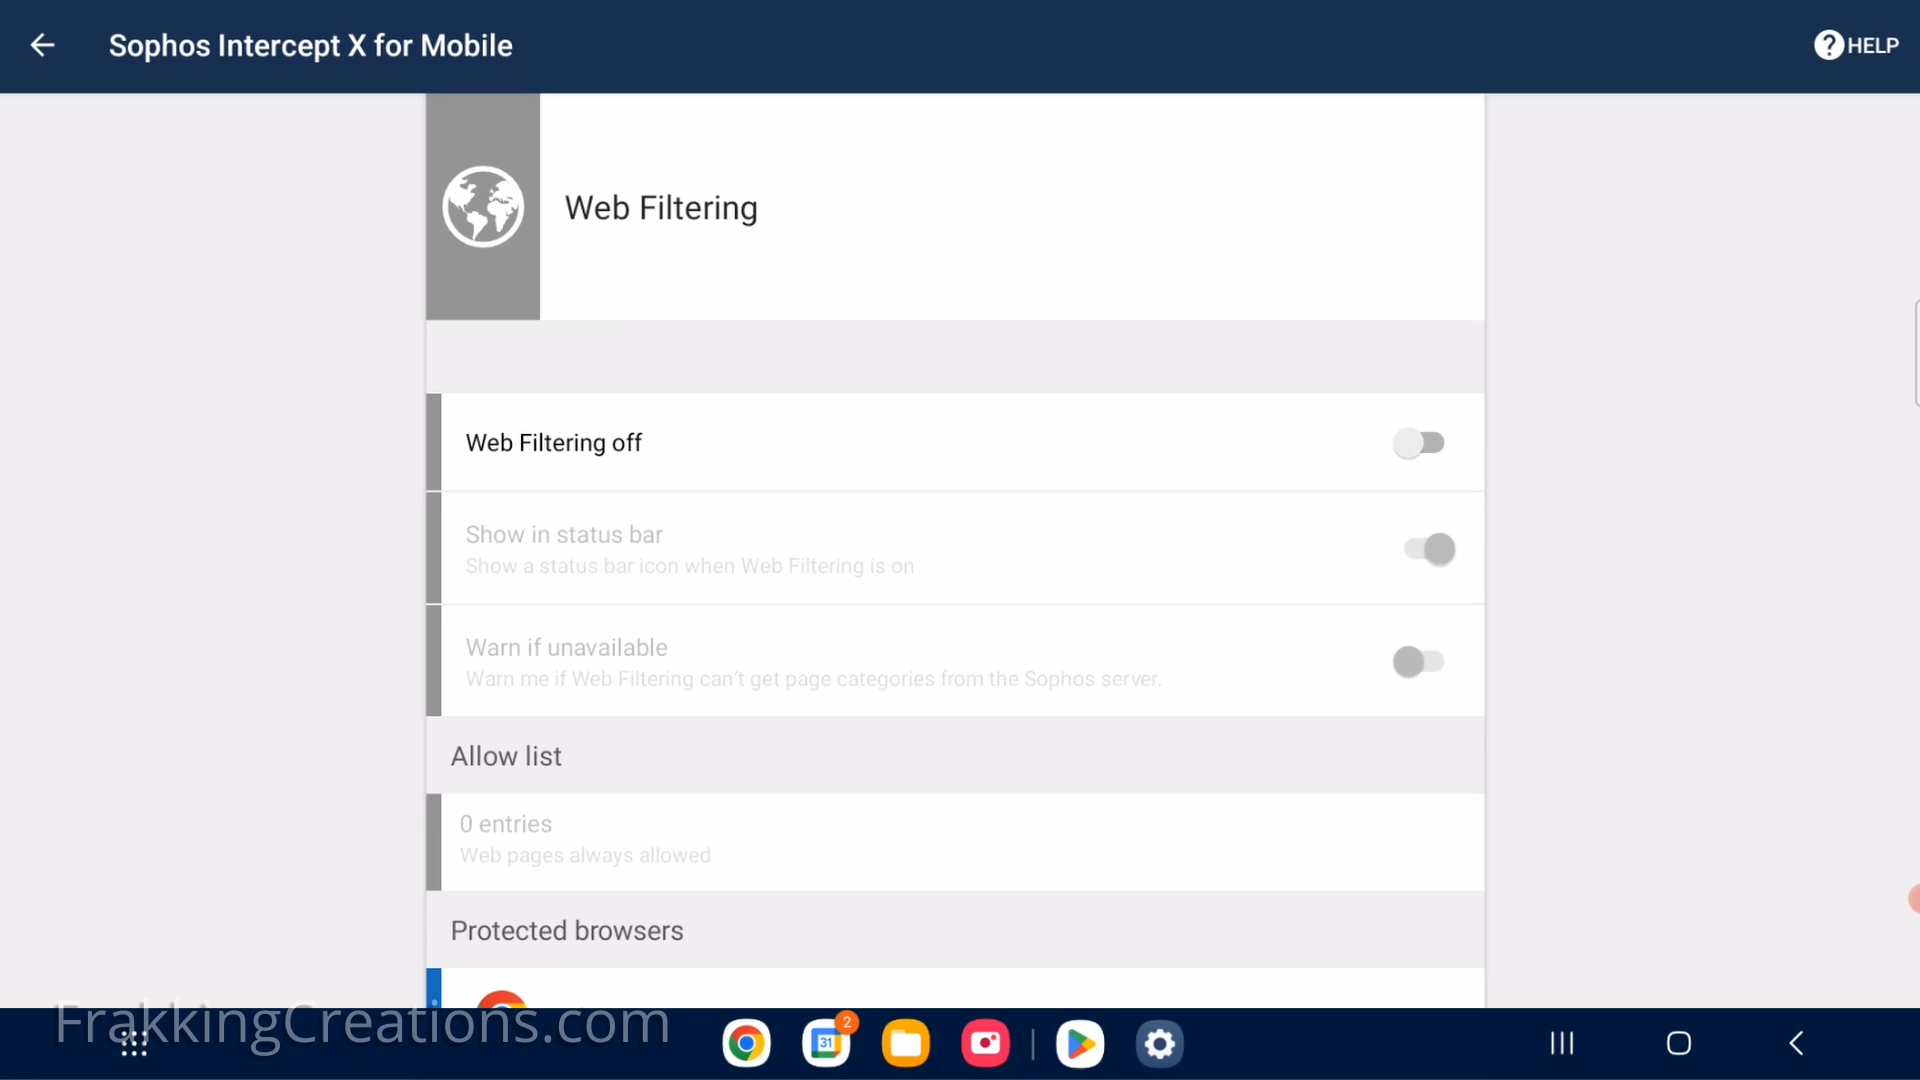 Sophos Intercept X for Mobile
? HELP
Web Filtering
Web Filtering off
Show in status bar
Show a status bar icon when Web Filtering is on
Warn if unavailable
Warn me if Web Filtering can't get page categories from the Sophos server.
Allow list
0 entries
Web pages always allowed
Protected browsers
FrakkingCreations.com
31
2